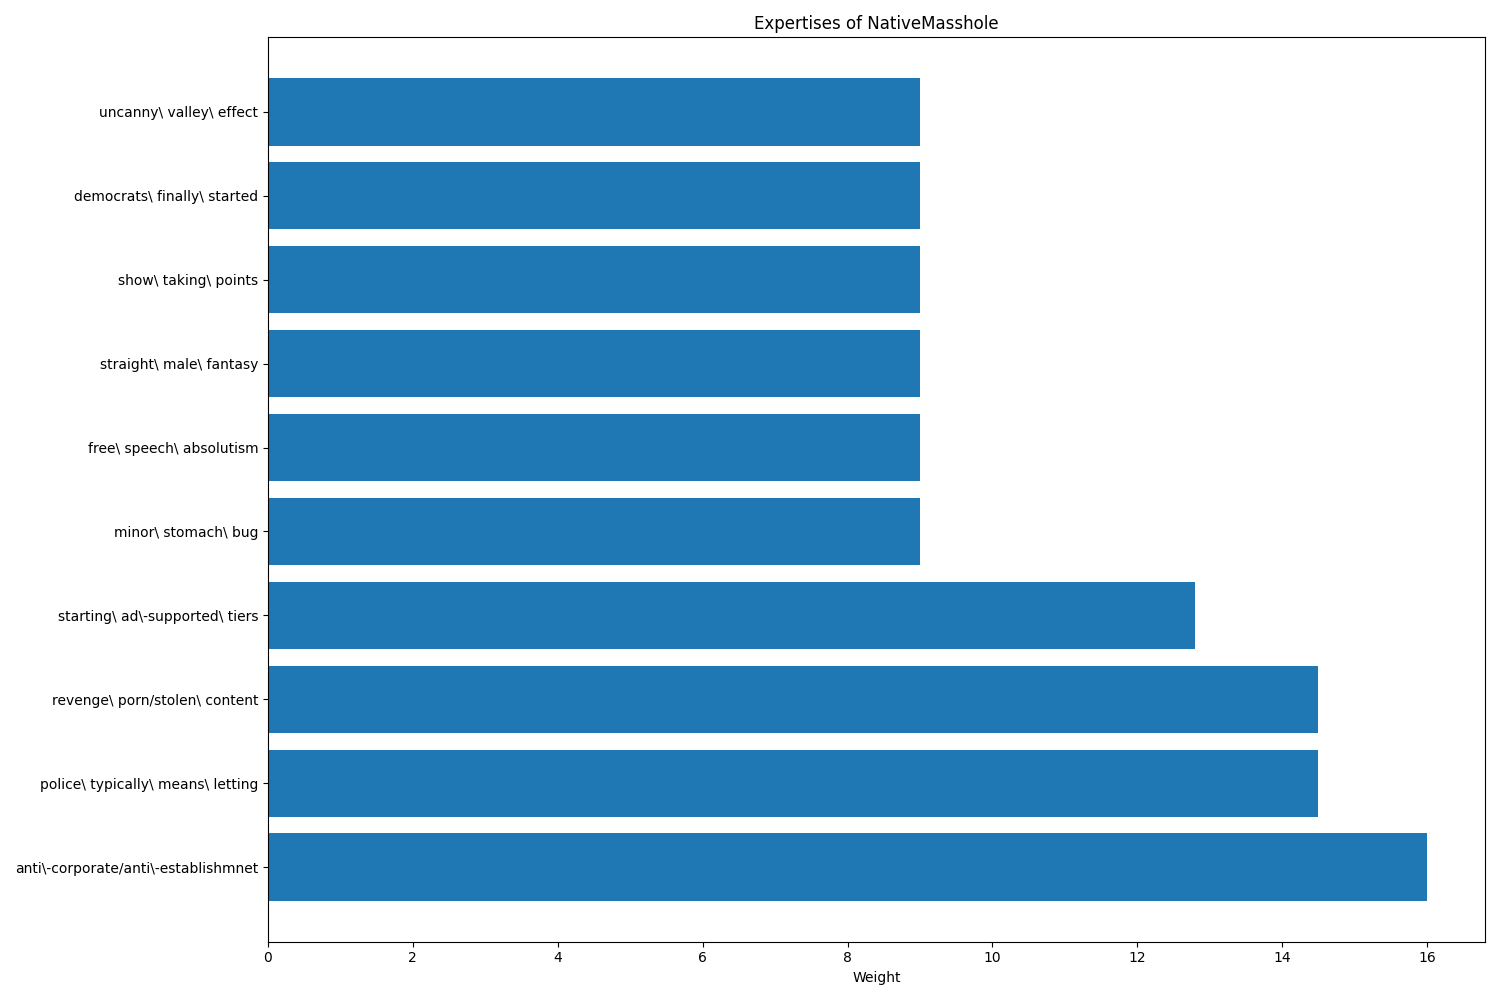 Expertises of NativeMasshole
uncanny\ valley\ effect
democrats\ finally\ started
show\ taking\ points
straight\ male\ fantasy
free\ speech\ absolutism
minor\ stomach\ bug
starting\ ad\-supported\ tiers
revenge\ porn/stolen\ content
police\ typically\ means\ letting
anti\-corporate/anti\-establishmnet
0 2 4 6 8 10 12 14 16
Weight